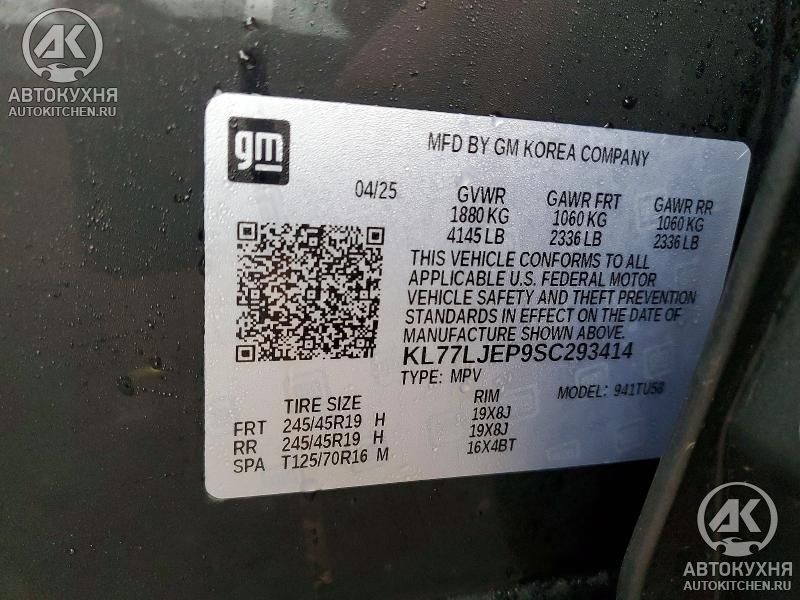 AK
АВТОКУХНЯ
AUTOKITCHEN.RU
gm
MFD BY GM KOREA COMPANY
04/25 GVWR GAWR FRT GAWR RR
1880 KG 1060 KG 1060 KG
4145 LB 2336 LB 2336 LB
THIS VEHICLE CONFORMS TO ALL
APPLICABLE U.S. FEDERAL MOTOR
VEHICLE SAFETY AND THEFT PREVENTION
STANDARDS IN EFFECT ON THE DATE OF
MANUFACTURE SHOWN ABOVE.
KL77LJEP9SC293414
TYPE: MPV MODEL: 941TU58
TIRE SIZE RIM
FRT 245/45R19 H 19X8J
RR 245/45R19 H 19X8J
SPA T125/70R16 M 16X4BT
AK
АВТОКУХНЯ
AUTOKITCHEN.RU